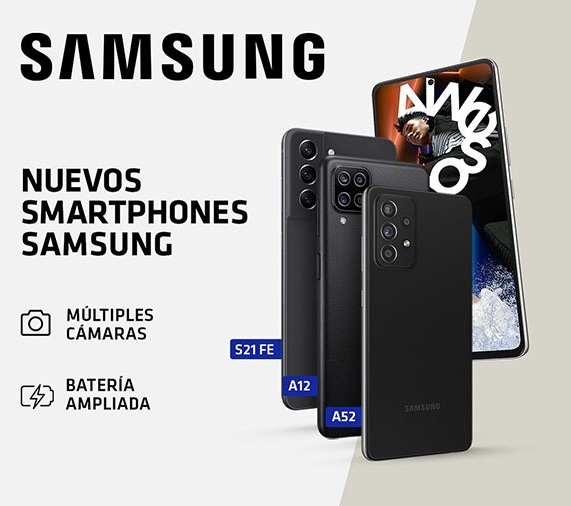 SAMSUNG
NUEVOS
SMARTPHONES
SAMSUNG
MÚLTIPLES
CÁMARAS
BATERÍA
AMPLIADA
S21 FE
A12
A52
SAMSUNG